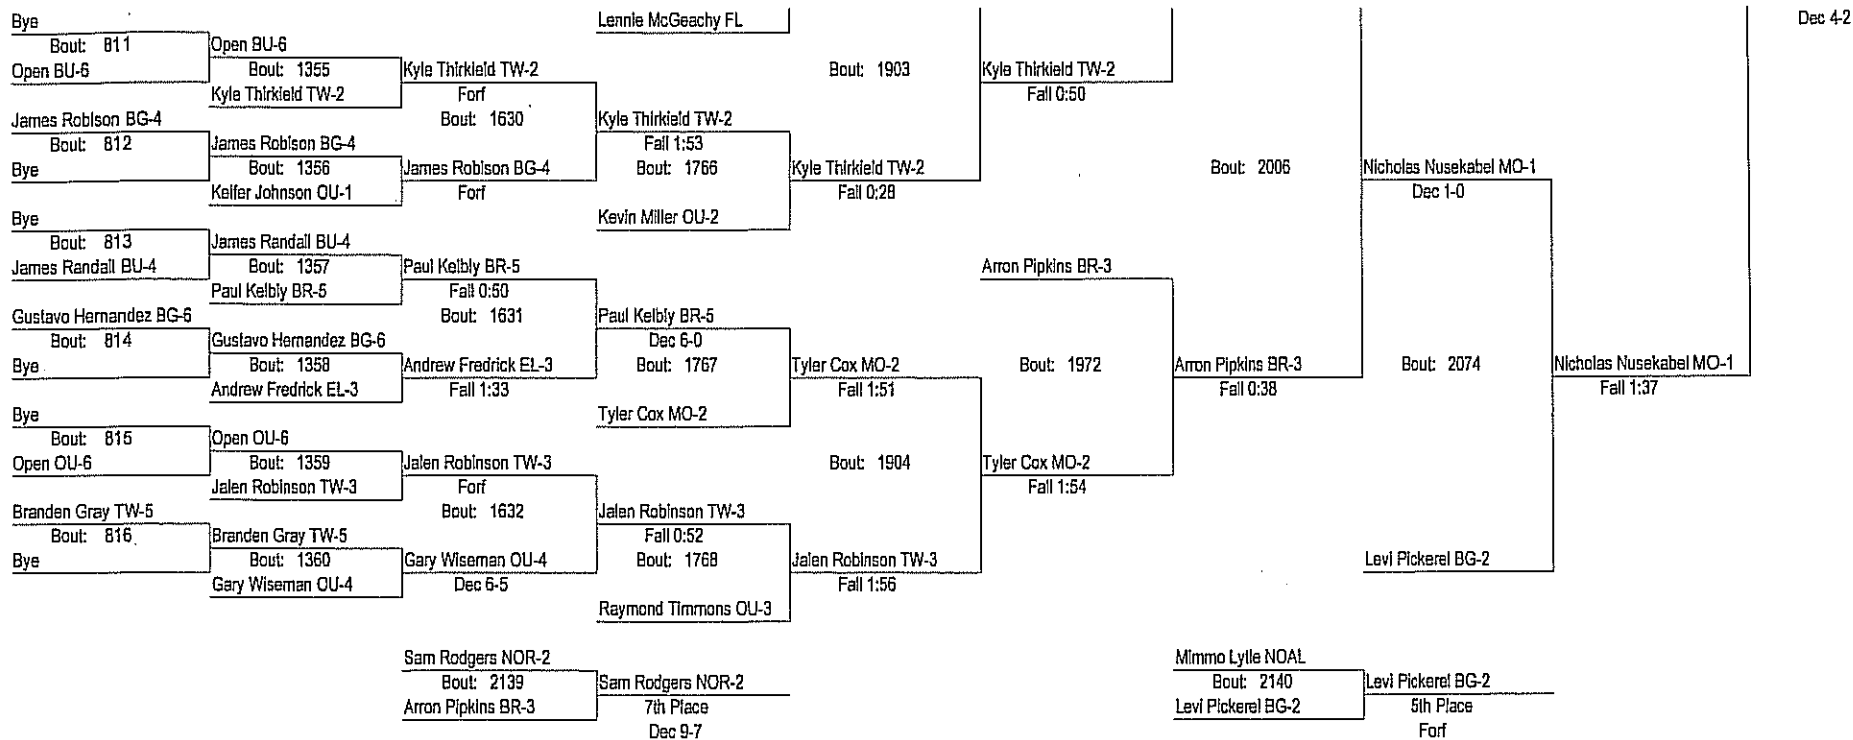 Bye
Bout: 811
Open BU-6
James Robison BG-4
Bout: 812
Bye
Bye
Bout: 813
James Randall BU-4
Gustavo Hernandez BG-6
Bout: 814
Bye
Bye
Bout: 815
Open OU-6
Branden Gray TW-5
Bout: 816
Bye
Open BU-6
Bout: 1355
Kyle Thirkield TW-2
James Robison BG-4
Bout: 1356
Keifer Johnson OU-1
James Randall BU-4
Bout: 1357
Paul Kelbly BR-5
Gustavo Hernandez BG-6
Bout: 1358
Andrew Fredrick EL-3
Open OU-6
Bout: 1359
Jalen Robinson TW-3
Branden Gray TW-5
Bout: 1360
Gary Wiseman OU-4
Kyle Thirkield TW-2
Forf
Bout: 1630
James Robison BG-4
Forf
Paul Kelbly BR-5
Fall 0:50
Bout: 1631
Andrew Fredrick EL-3
Fall 1:33
Jalen Robinson TW-3
Forf
Bout: 1632
Gary Wiseman OU-4
Dec 6-5
Lennie McGeachy FL
Kyle Thirkield TW-2
Fall 1:53
Bout: 1766
Kevin Miller OU-2
Paul Kelbly BR-5
Dec 6-0
Bout: 1767
Tyler Cox MO-2
Jalen Robinson TW-3
Fall 0:52
Bout: 1768
Raymond Timmons OU-3
Bout: 1903
Kyle Thirkield TW-2
Fall 0:28
Tyler Cox MO-2
Fall 1:51
Bout: 1904
Jalen Robinson TW-3
Fall 1:56
Kyle Thirkield TW-2
Fall 0:50
Arron Pipkins BR-3
Bout: 1972
Tyler Cox MO-2
Fall 1:54
Bout: 2006
Arron Pipkins BR-3
Fall 0:38
Nicholas Nusekabel MO-1
Dec 1-0
Bout: 2074
Levi Pickerel BG-2
Nicholas Nusekabel MO-1
Fall 1:37
Dec 4-2
Sam Rodgers NOR-2
Bout: 2139
Arron Pipkins BR-3
Sam Rodgers NOR-2
7th Place
Dec 9-7
Mimmo Lytle NOAL
Bout: 2140
Levi Pickerel BG-2
Levi Pickerel BG-2
5th Place
Forf